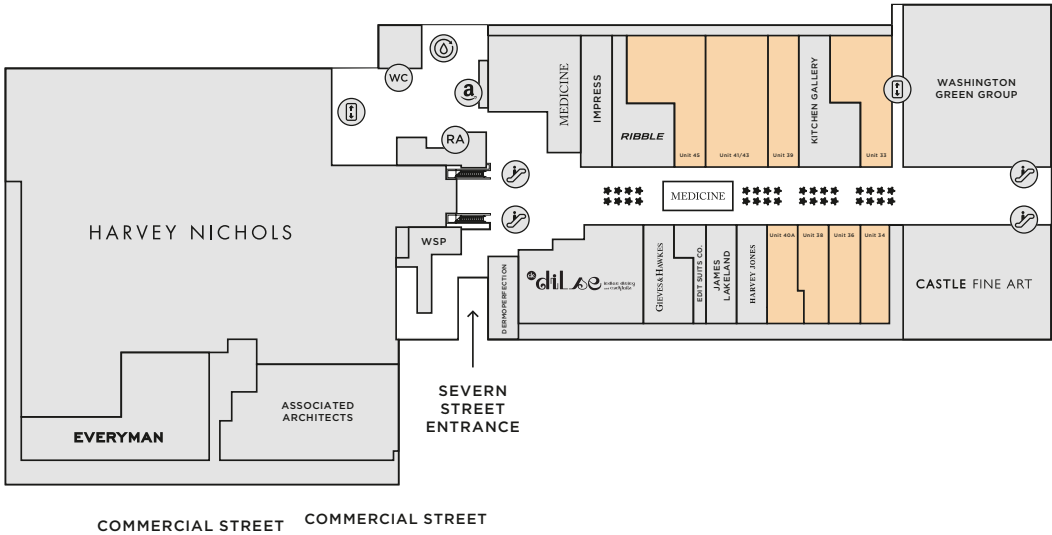 WC
a
RA
MEDICINE
IMPRESS
RIBBLE
Unit 45
Unit 41/43
Unit 39
KITCHEN GALLERY
Unit 33
WASHINGTON
GREEN GROUP
HARVEY NICHOLS
MEDICINE
WSP
DERMOPERFECTION
dilse
GIEVES & HAWKES
EDIT SUITS CO.
JAMES
LAKELAND
HARVEY JONES
Unit 40A
Unit 38
Unit 36
Unit 34
CASTLE FINE ART
SEVERN
STREET
ENTRANCE
ASSOCIATED
ARCHITECTS
EVERYMAN
COMMERCIAL STREET
COMMERCIAL STREET